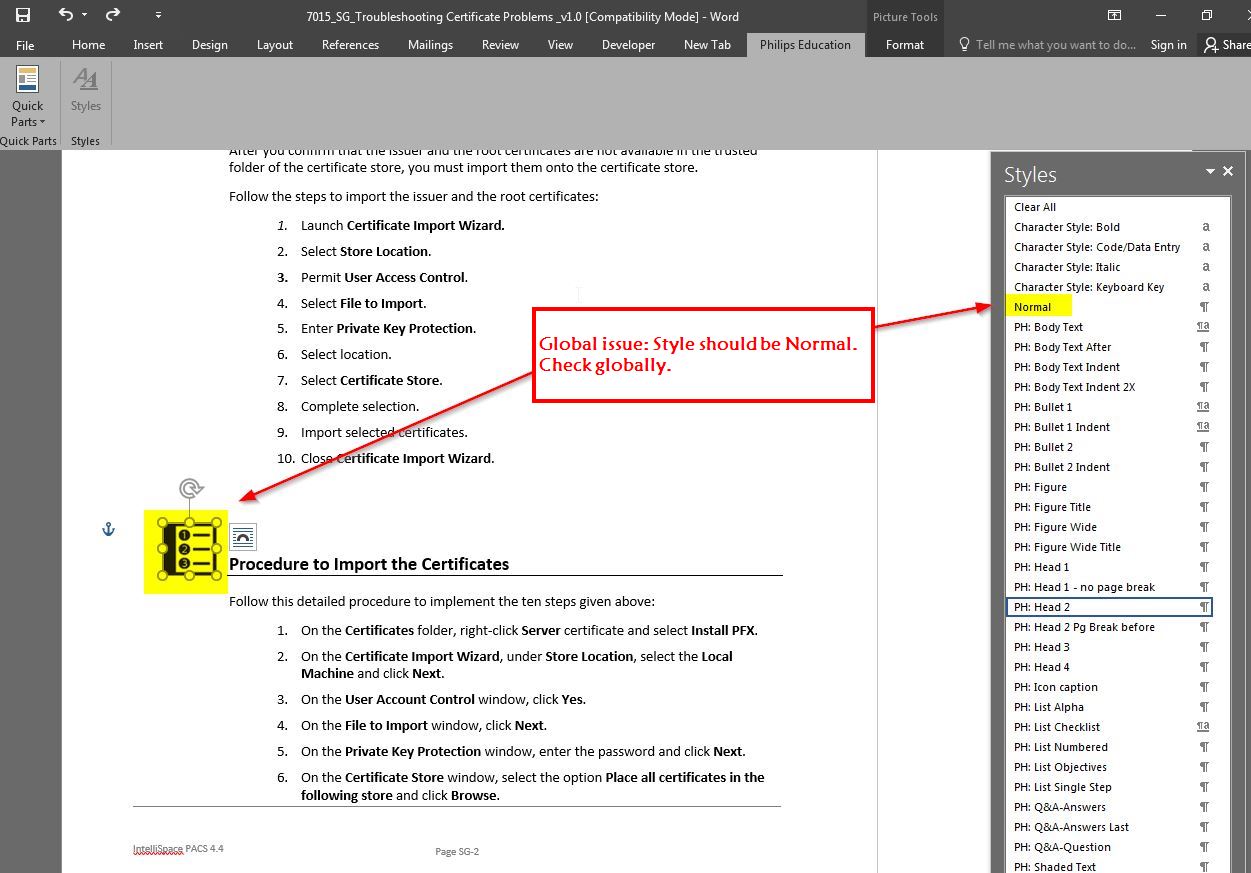 7015_SG_Troubleshooting Certificate Problems _v1.0 [Compatibility Mode] - Word
Picture Tools
File Home Insert Design Layout References Mailings Review View Developer New Tab Philips Education Format Tell me what you want to do... Sign in Share
Quick
Parts
Styles
Quick Parts Styles
After you confirm that the issuer and the root certificates are not available in the trusted
folder of the certificate store, you must import them onto the certificate store.
Follow the steps to import the issuer and the root certificates:
1. Launch Certificate Import Wizard.
2. Select Store Location.
3. Permit User Access Control.
4. Select File to Import.
5. Enter Private Key Protection.
6. Select location.
7. Select Certificate Store.
8. Complete selection.
9. Import selected certificates.
10. Close Certificate Import Wizard.
Global issue: Style should be Normal.
Check globally.
1
2
3
Procedure to Import the Certificates
Follow this detailed procedure to implement the ten steps given above:
1. On the Certificates folder, right-click Server certificate and select Install PFX.
2. On the Certificate Import Wizard, under Store Location, select the Local
Machine and click Next.
3. On the User Account Control window, click Yes.
4. On the File to Import window, click Next.
5. On the Private Key Protection window, enter the password and click Next.
6. On the Certificate Store window, select the option Place all certificates in the
following store and click Browse.
IntelliSpace PACS 4.4
Page SG-2
Styles
Clear All
Character Style: Bold a
Character Style: Code/Data Entry a
Character Style: Italic a
Character Style: Keyboard Key a
Normal ¶
PH: Body Text ¶a
PH: Body Text After ¶
PH: Body Text Indent ¶
PH: Body Text Indent 2X ¶
PH: Bullet 1 ¶a
PH: Bullet 1 Indent ¶a
PH: Bullet 2 ¶
PH: Bullet 2 Indent ¶
PH: Figure ¶
PH: Figure Title ¶
PH: Figure Wide ¶
PH: Figure Wide Title ¶
PH: Head 1 ¶
PH: Head 1 - no page break ¶
PH: Head 2 ¶
PH: Head 2 Pg Break before ¶
PH: Head 3 ¶
PH: Head 4 ¶
PH: Icon caption ¶
PH: List Alpha ¶
PH: List Checklist ¶a
PH: List Numbered ¶
PH: List Objectives ¶
PH: List Single Step ¶
PH: Q&A-Answers ¶
PH: Q&A-Answers Last ¶
PH: Q&A-Question ¶
PH: Shaded Text ¶